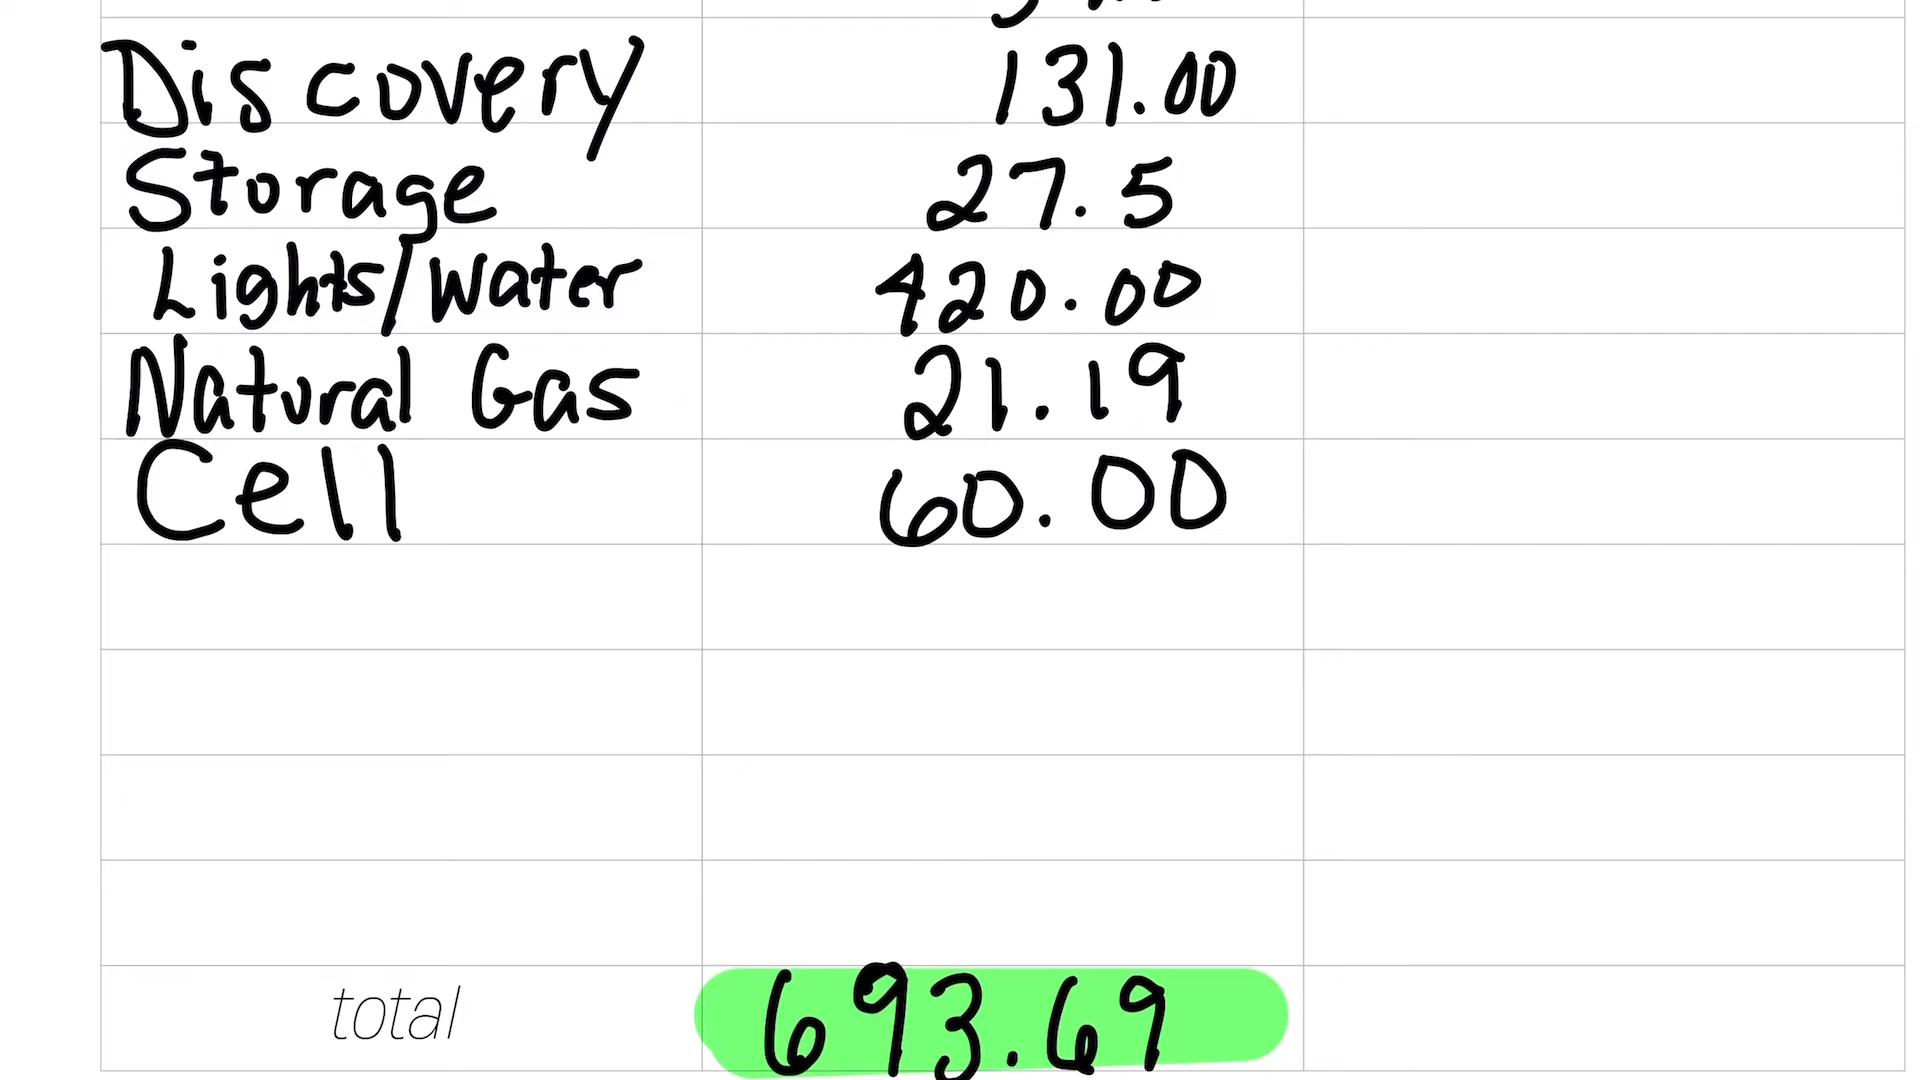 Discovery 131.00
Storage 27.5
Lights/Water 420.00
Natural Gas 21.19
Cell 60.00
total 693.69